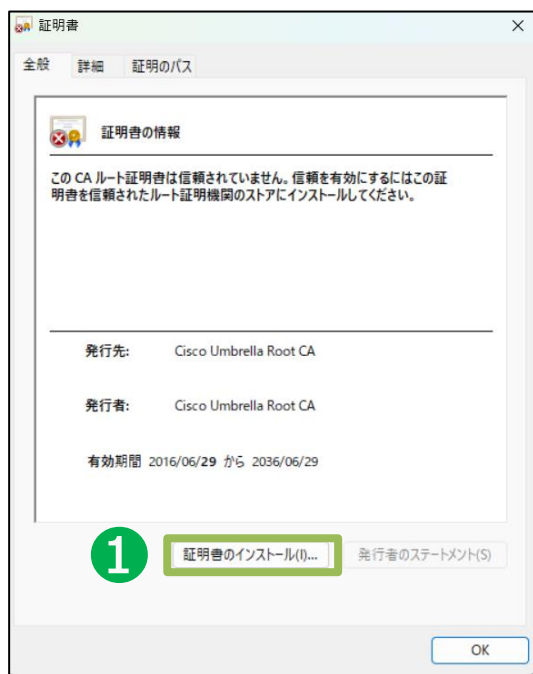 証明書
全般 詳細 証明のパス
証明書の情報
この CA ルート証明書は信頼されていません。信頼を有効にするにはこの証
明書を信頼されたルート証明機関のストアにインストールしてください。
発行先: Cisco Umbrella Root CA
発行者: Cisco Umbrella Root CA
有効期間 2016/06/29 から 2036/06/29
1 証明書のインストール(I)... 発行者のステートメント(S)
OK